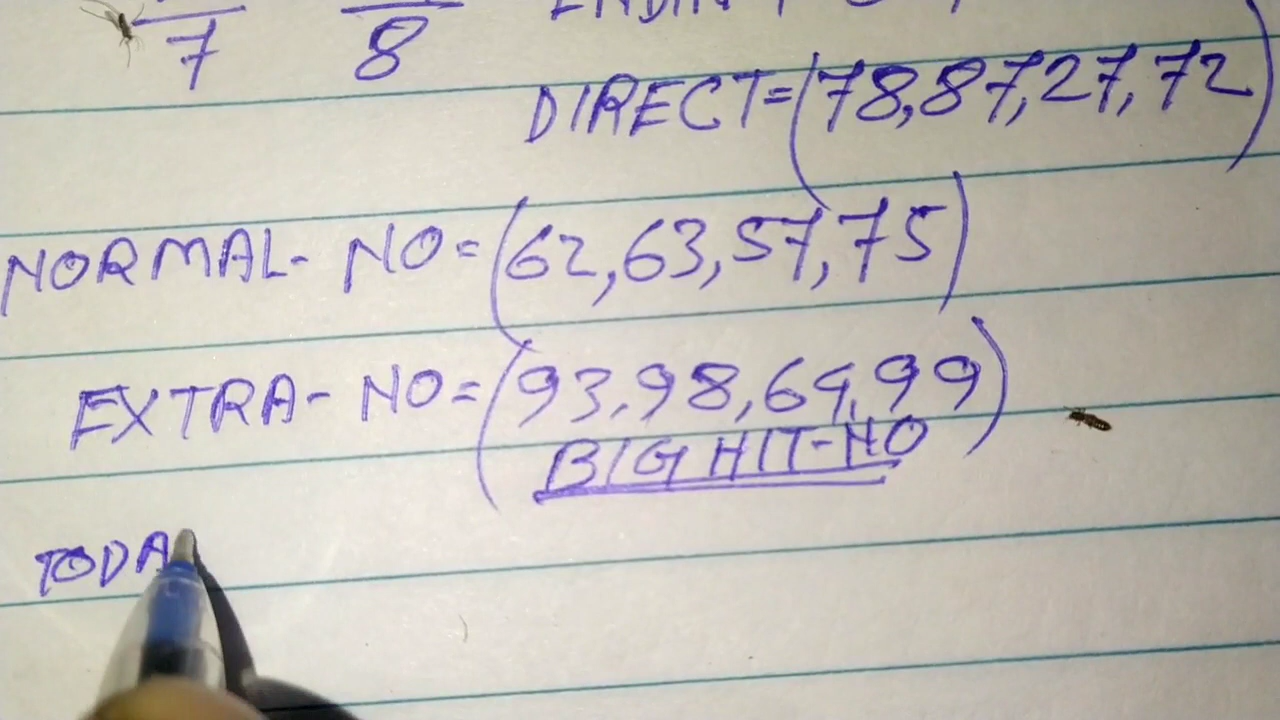 7 8
DIRECT=(78,87,27,72)
NORMAL- NO=(62,63,57,75)
EXTRA- NO=(93,98,69,99)
BIG HIT-NO
TODA